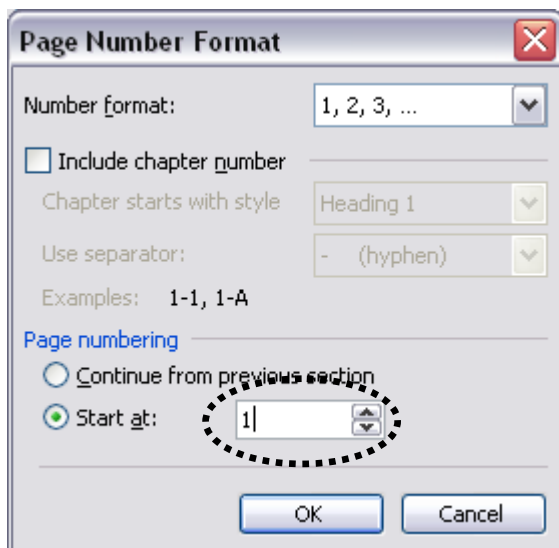 Page Number Format
Number format: 1, 2, 3, ...
Include chapter number
Chapter starts with style Heading 1
Use separator: - (hyphen)
Examples: 1-1, 1-A
Page numbering
Continue from previous section
Start at: 1
OK Cancel